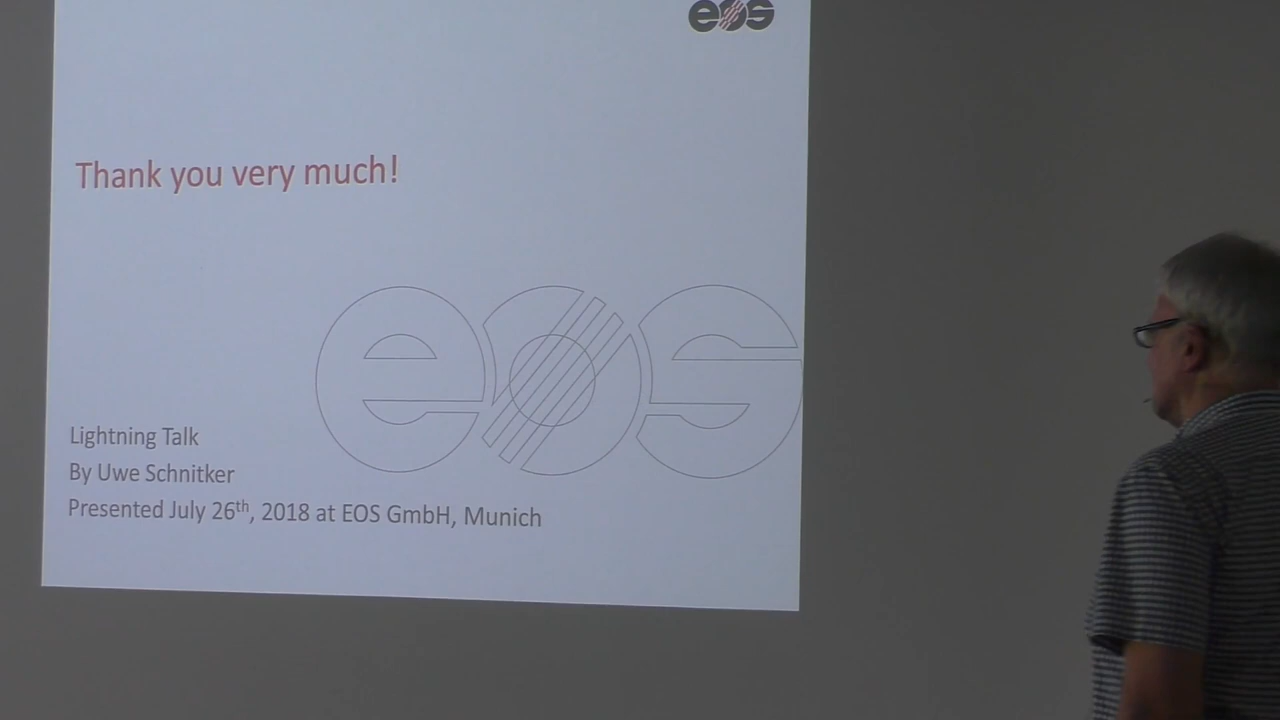 eos
Thank you very much!
eos
Lightning Talk
By Uwe Schnitker
Presented July 26th, 2018 at EOS GmbH, Munich